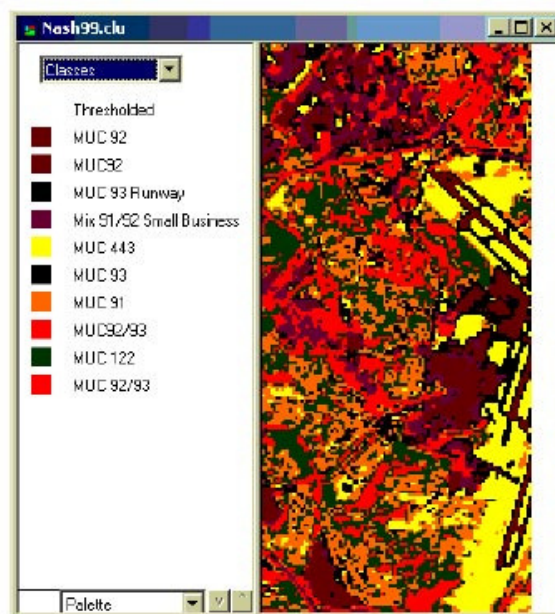 Nash99.clu
Classes
Thresholded
MUC 92
MUC92
MUC 93 Runway
Mix 91/92 Small Business
MUC 443
MUC 93
MUC 91
MUC92/93
MUC 122
MUC 92/93
Palette